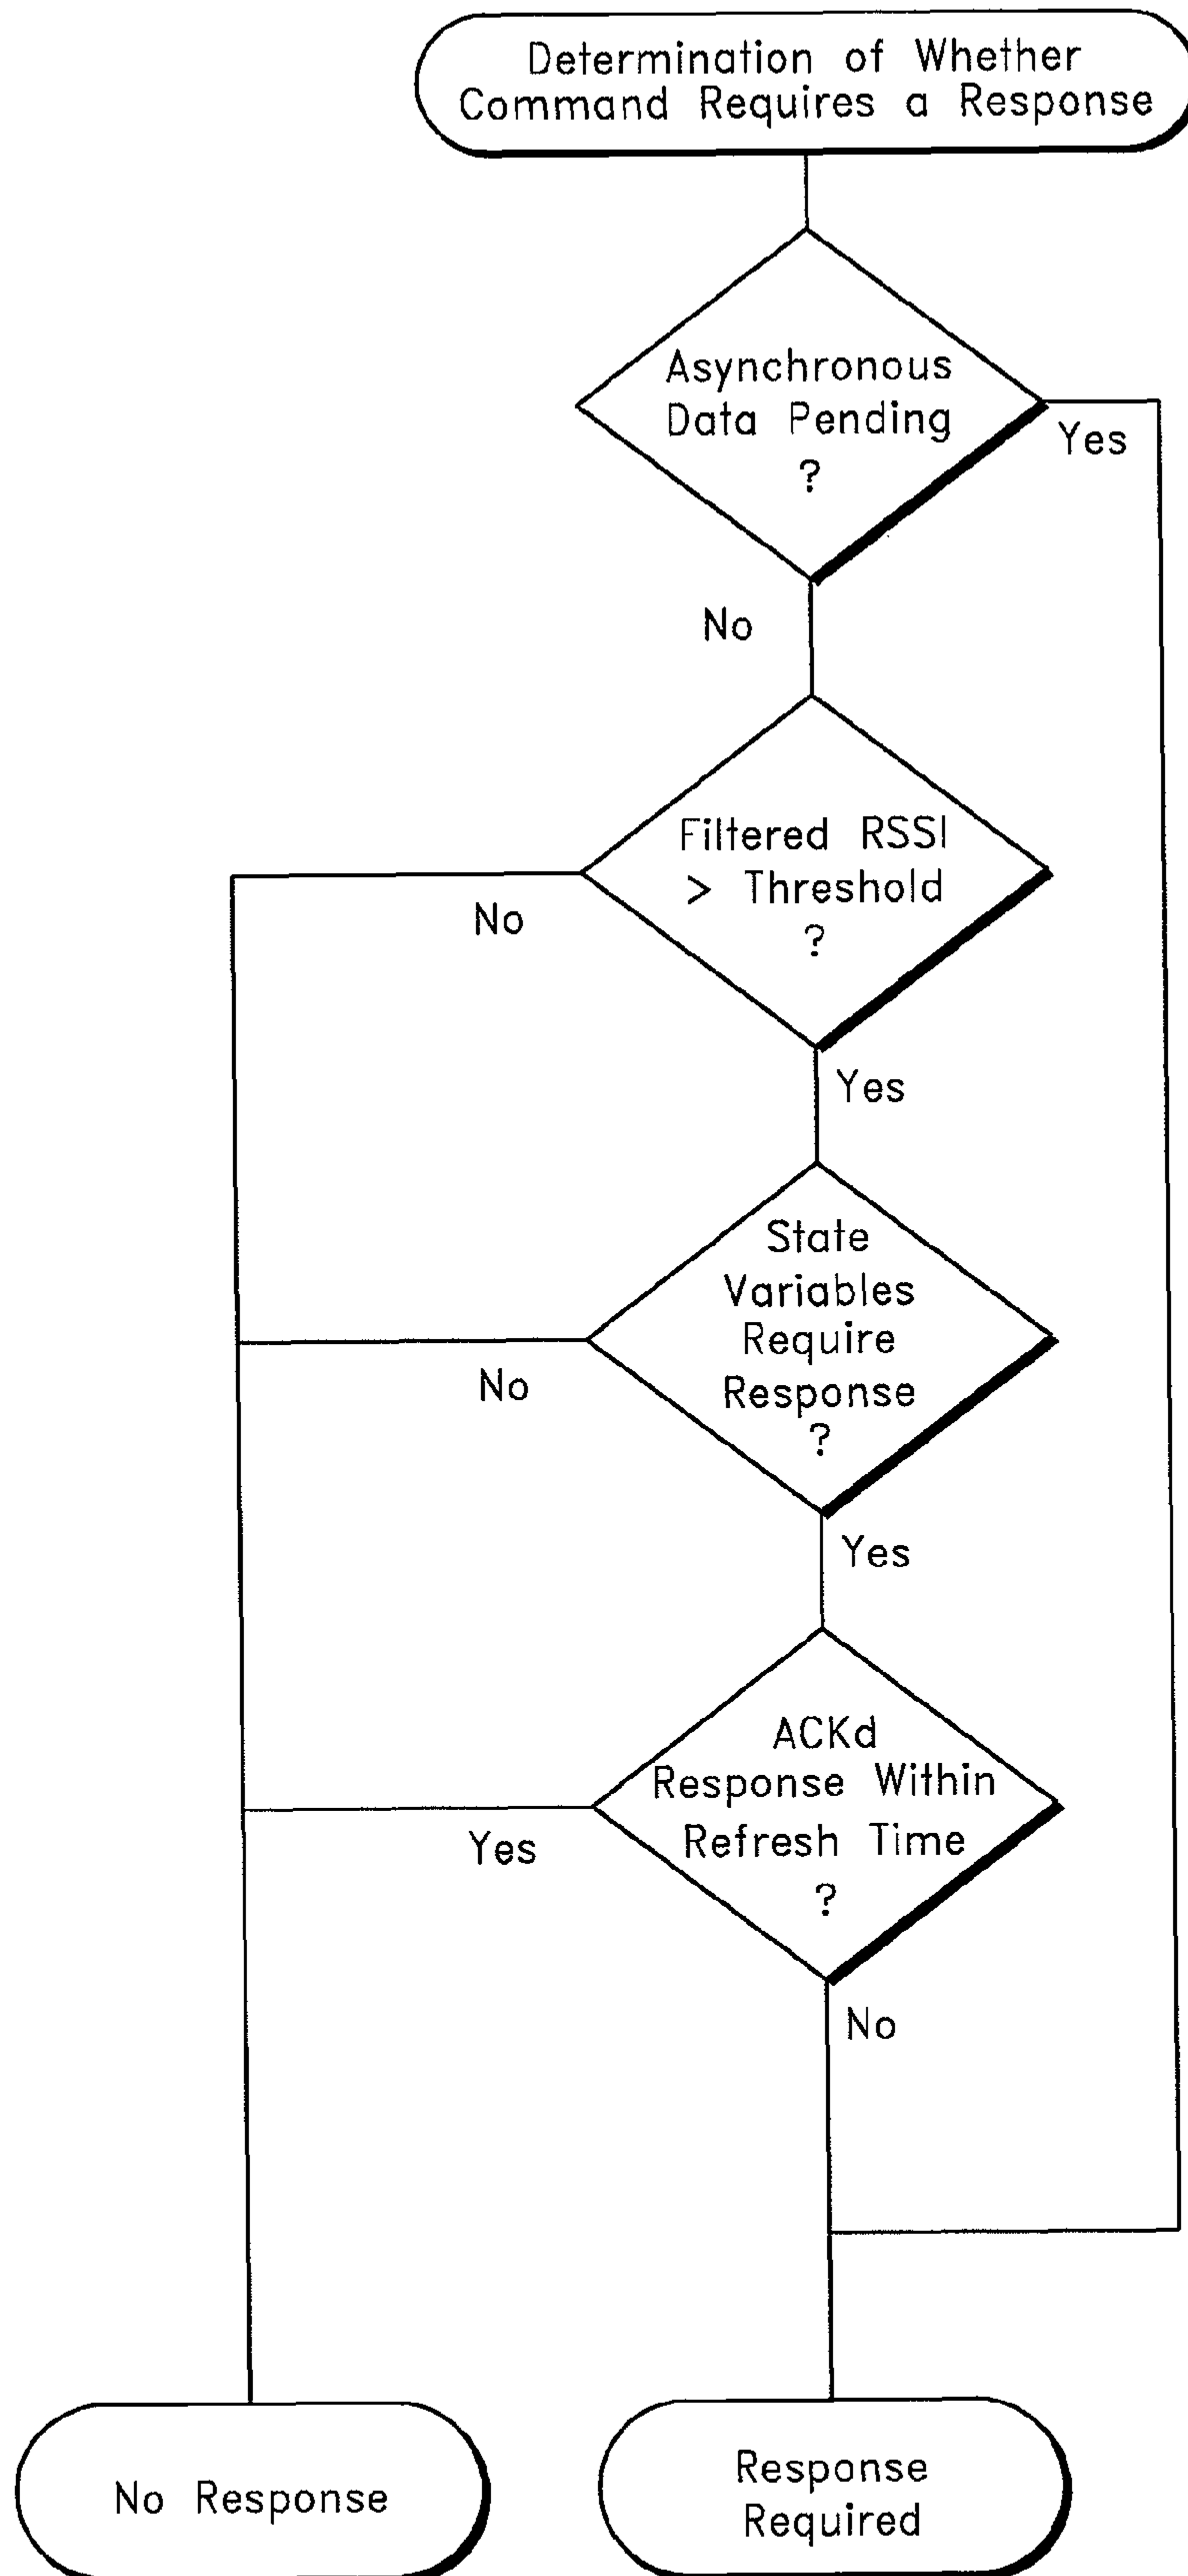 Determination of Whether
Command Requires a Response
Asynchronous
Data Pending
?
Yes
No
Filtered RSSI
> Threshold
?
No
Yes
State
Variables
Require
Response
?
No
Yes
ACKd
Response Within
Refresh Time
?
Yes
No
No Response
Response
Required